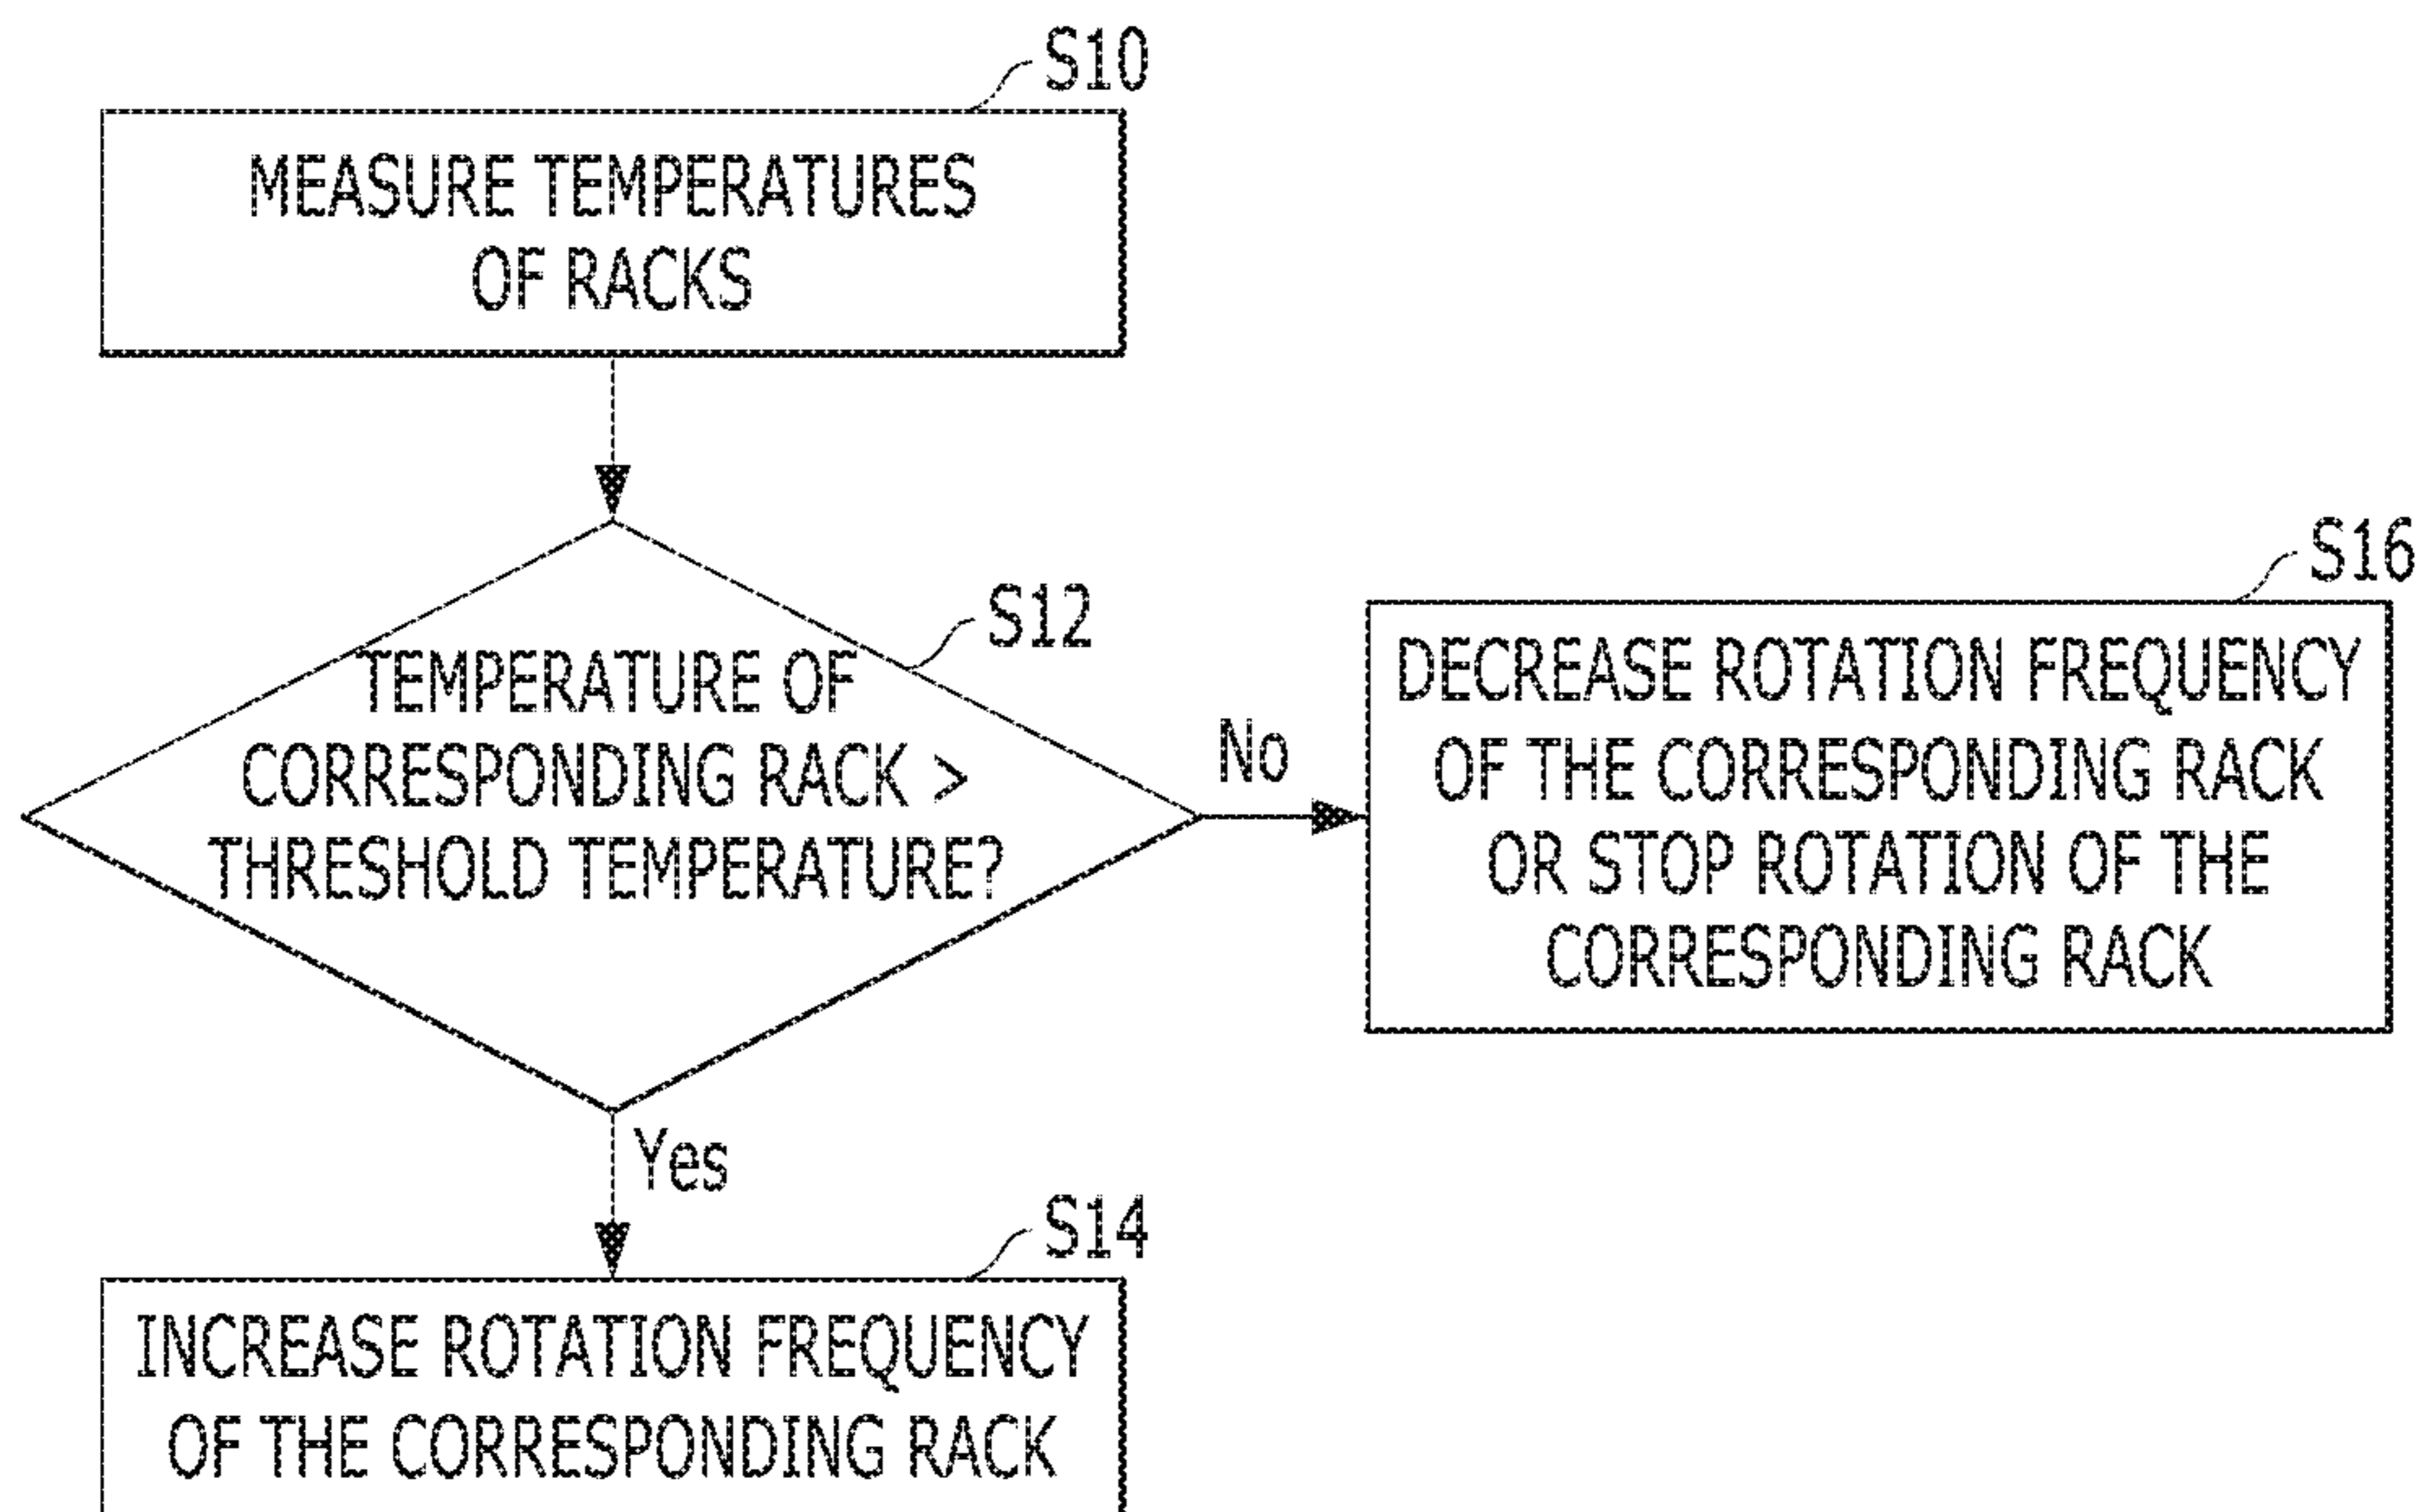 S10
MEASURE TEMPERATURES
OF RACKS
S12
TEMPERATURE OF
CORRESPONDING RACK >
THRESHOLD TEMPERATURE?
No
S16
DECREASE ROTATION FREQUENCY
OF THE CORRESPONDING RACK
OR STOP ROTATION OF THE
CORRESPONDING RACK
Yes
S14
INCREASE ROTATION FREQUENCY
OF THE CORRESPONDING RACK